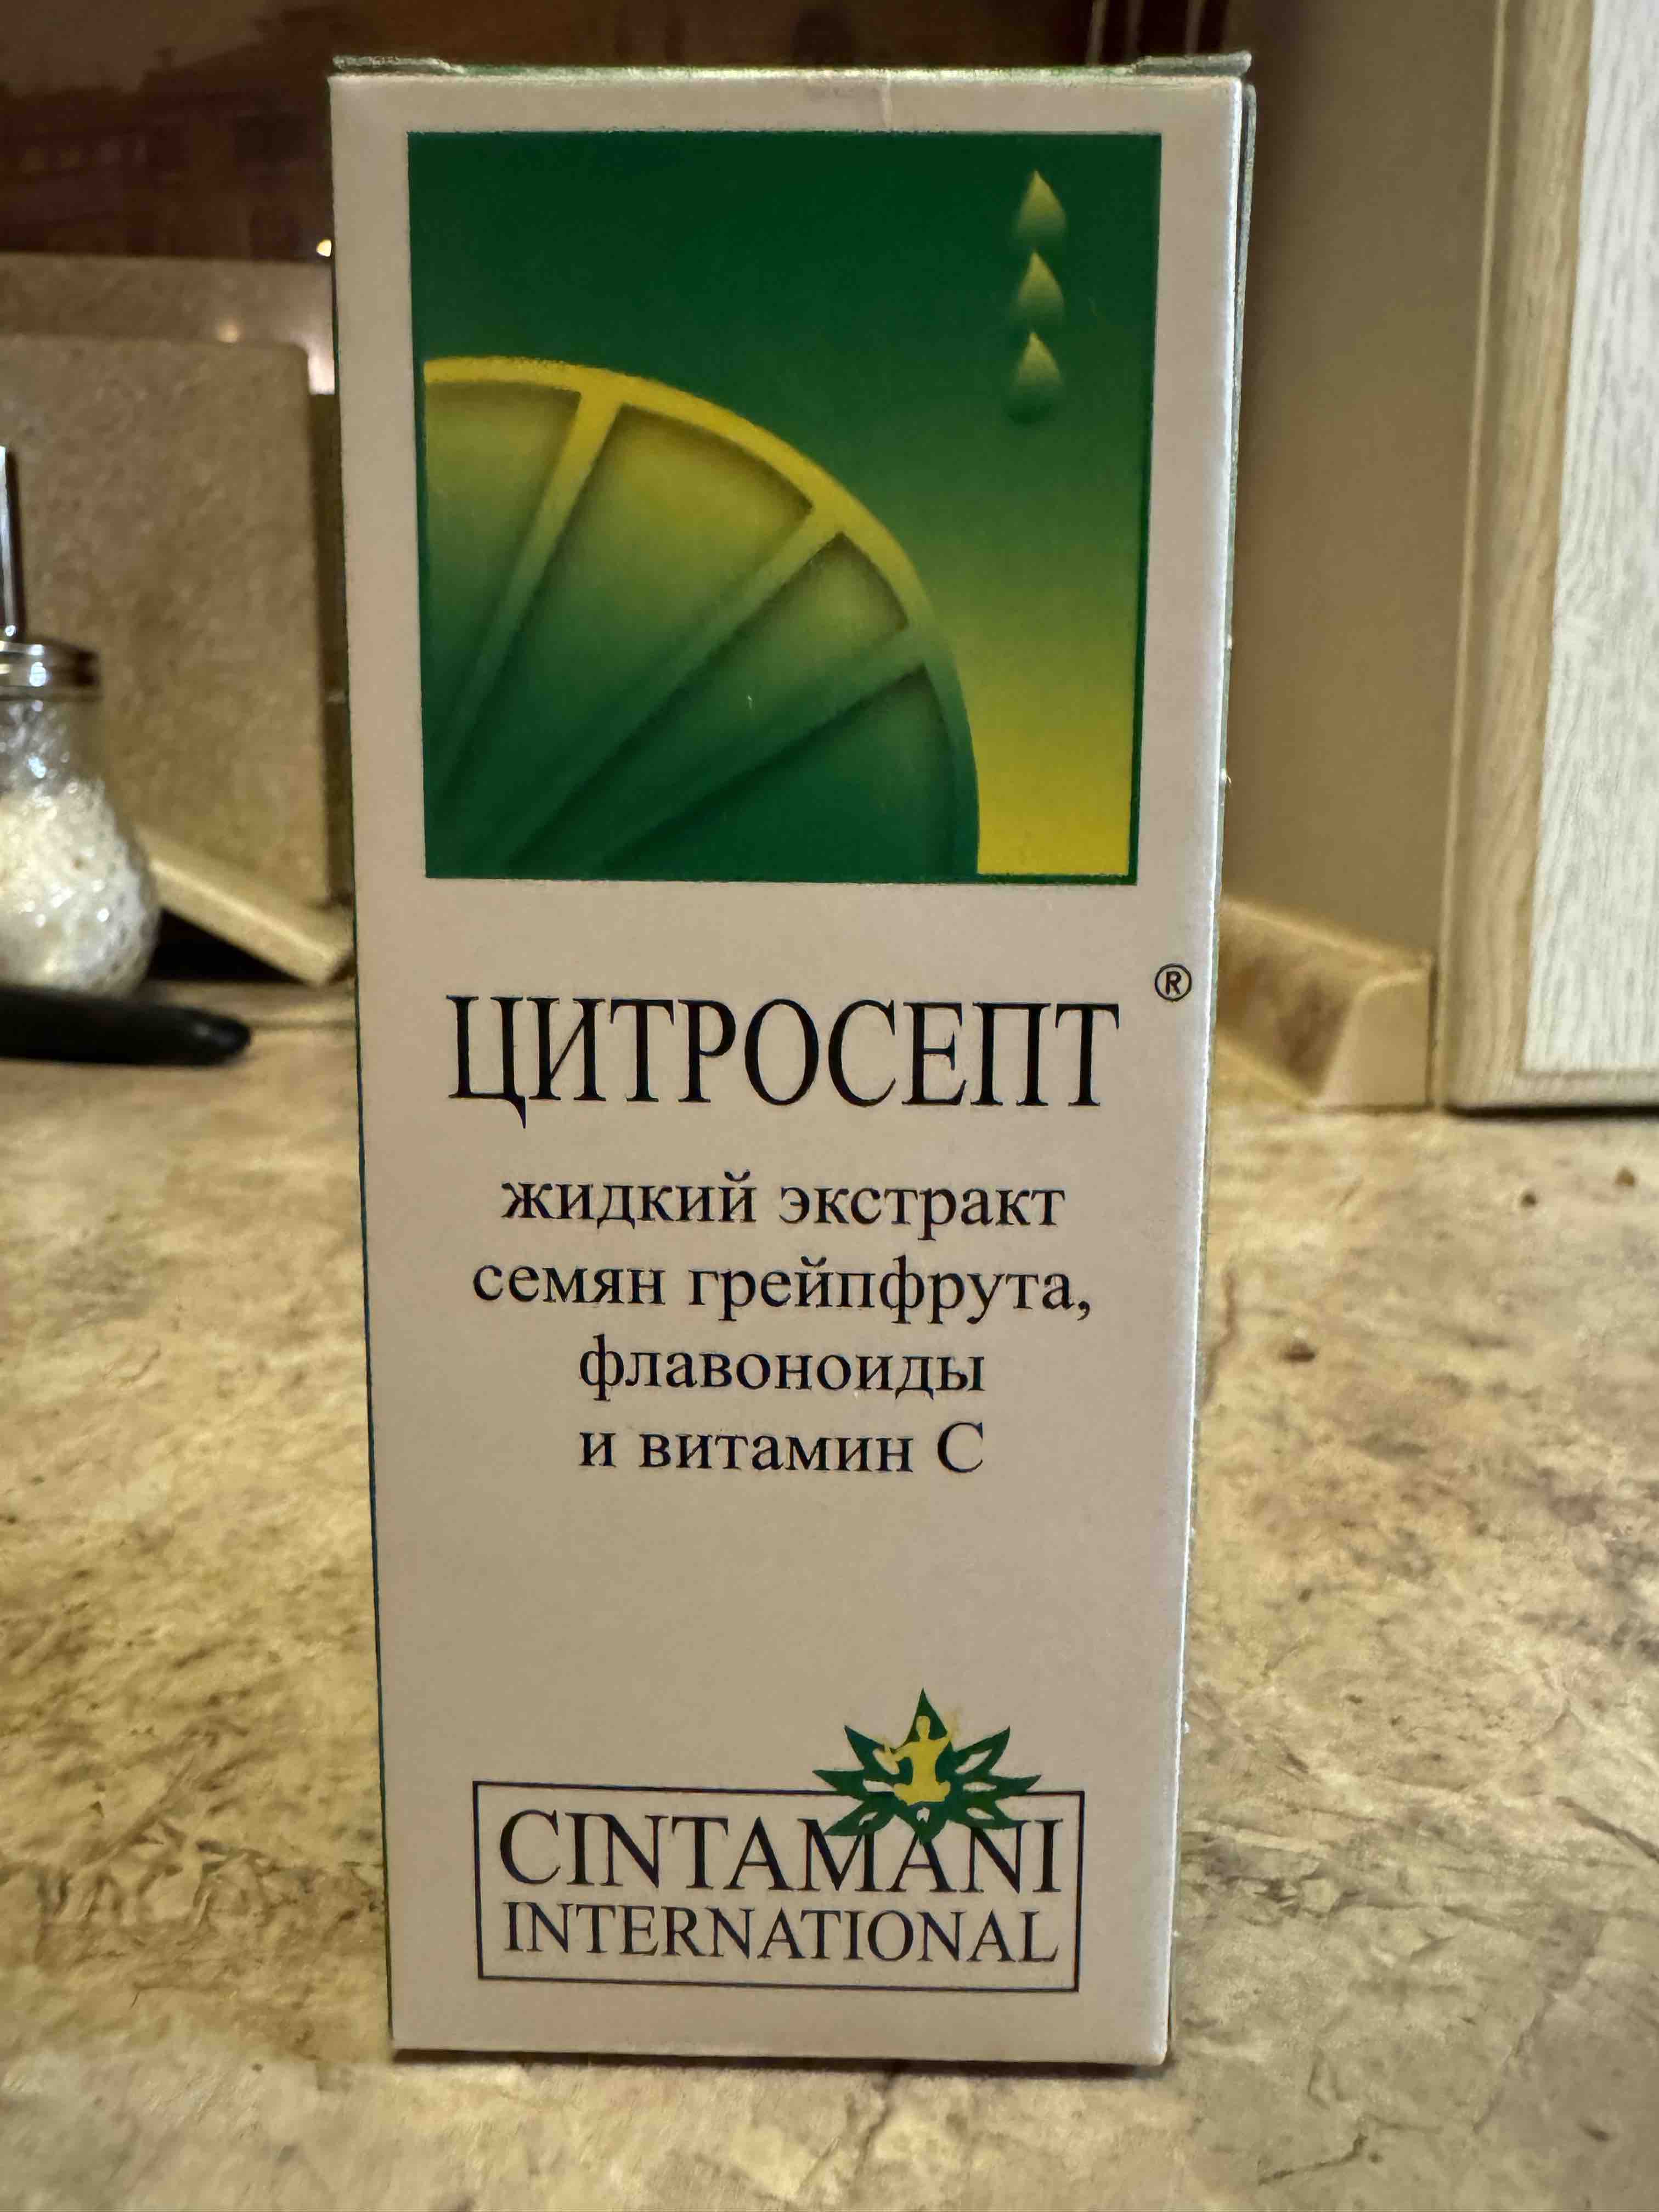 ЦИТРОСЕПТ ®
жидкий экстракт
семян грейпфрута,
флавоноиды
и витамин С
CINTAMANI
INTERNATIONAL